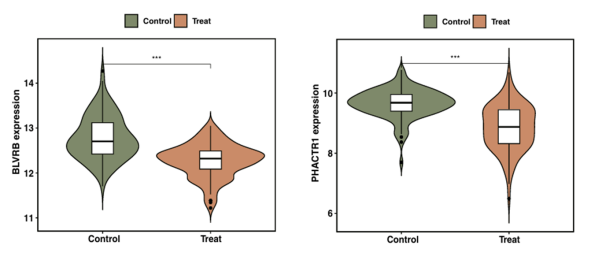 Control Treat
BLVRB expression
14
13
12
11
***
Control Treat
Control Treat
PHACTR1 expression
10
8
6
***
Control Treat